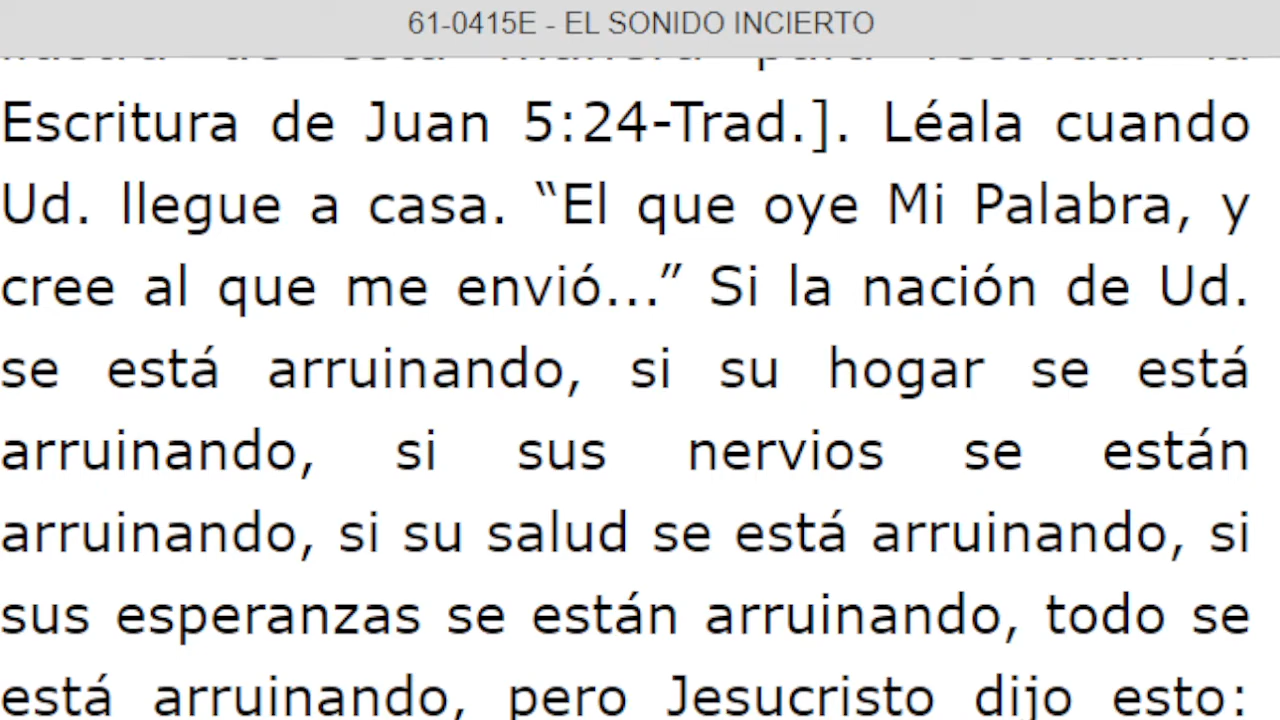 61-0415E - EL SONIDO INCIERTO
Escritura de Juan 5:24-Trad.]. Léala cuando
Ud. llegue a casa. “El que oye Mi Palabra, y
cree al que me envió...” Si la nación de Ud.
se está arruinando, si su hogar se está
arruinando, si sus nervios se están
arruinando, si su salud se está arruinando, si
sus esperanzas se están arruinando, todo se
está arruinando, pero Jesucristo dijo esto: